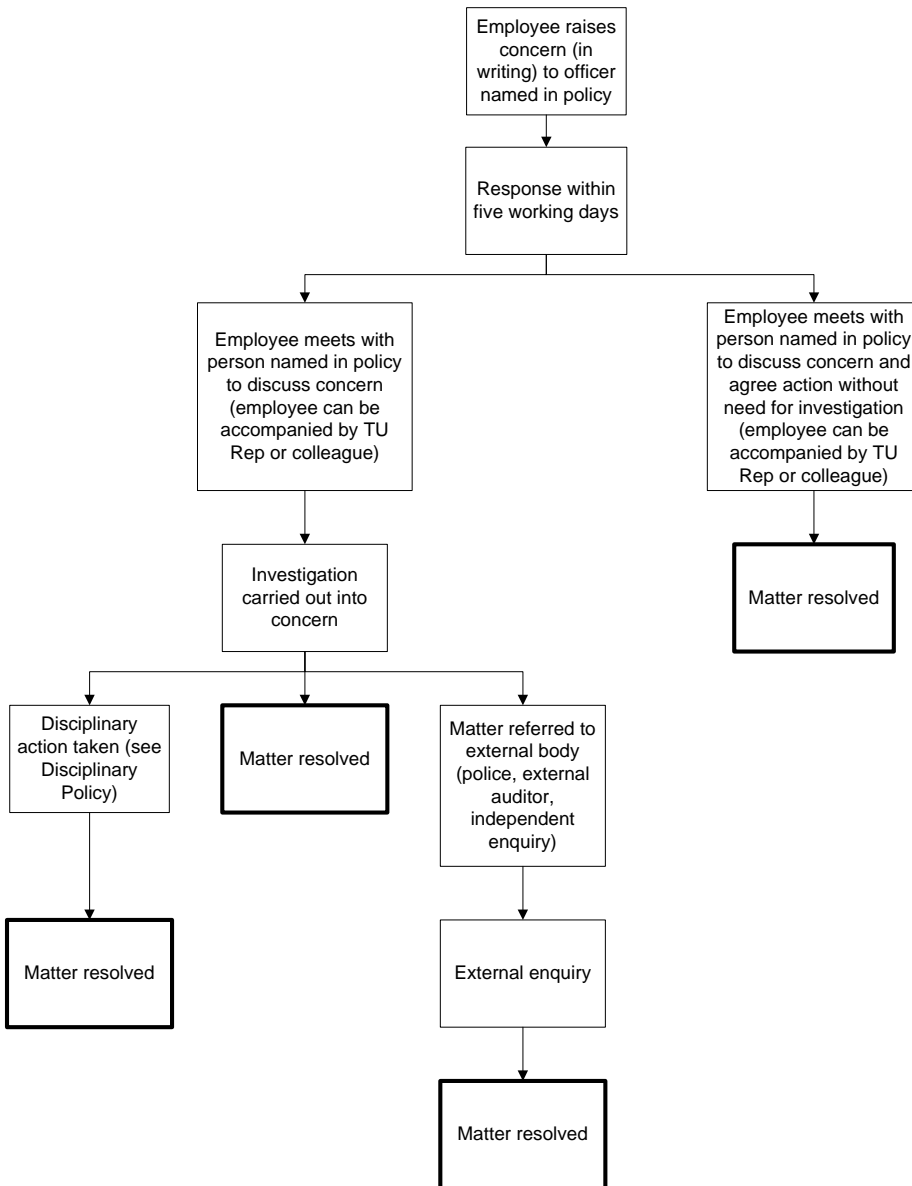 Employee raises
concern (in
writing) to officer
named in policy
Response within
five working days
Employee meets with
person named in policy
to discuss concern
(employee can be
accompanied by TU
Rep or colleague)
Employee meets with
person named in policy
to discuss concern and
agree action without
need for investigation
(employee can be
accompanied by TU
Rep or colleague)
Investigation
carried out into
concern
Matter resolved
Disciplinary
action taken (see
Disciplinary
Policy)
Matter resolved
Matter referred to
external body
(police, external
auditor,
independent
enquiry)
Matter resolved
External enquiry
Matter resolved